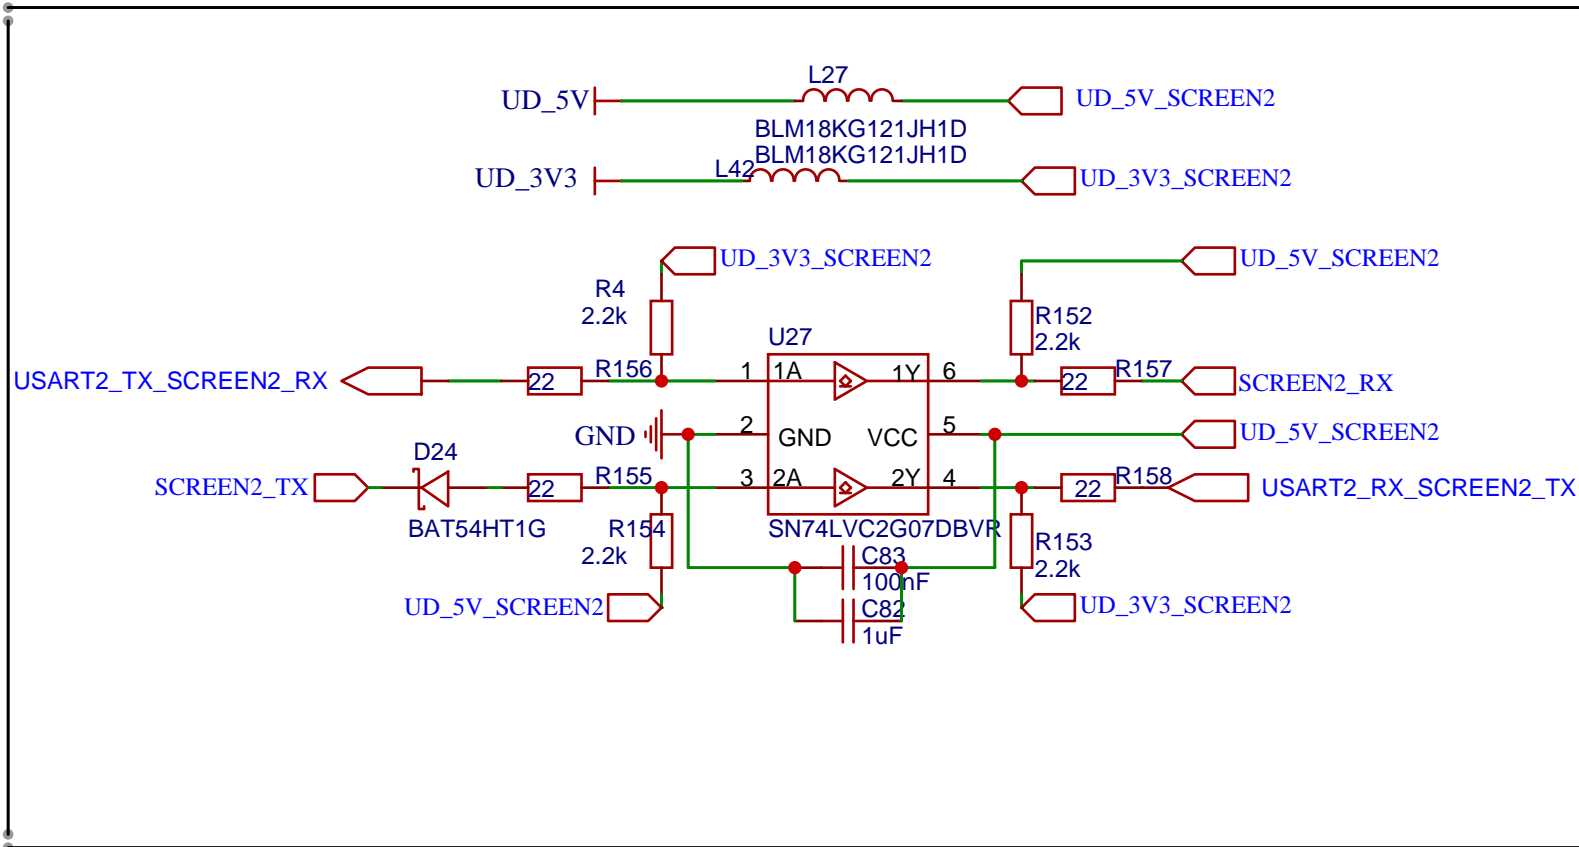 L27
UD_5V
UD_5V_SCREEN2
BLM18KG121JH1D
BLM18KG121JH1D
L42
UD_3V3
UD_3V3_SCREEN2
UD_3V3_SCREEN2
UD_5V_SCREEN2
R4
2.2k
R152
2.2k
U27
USART2_TX_SCREEN2_RX
22
R156
1
1A
1Y
6
22
R157
SCREEN2_RX
GND
2
GND
VCC
5
UD_5V_SCREEN2
D24
SCREEN2_TX
BAT54HT1G
22
R155
3
2A
2Y
4
22
R158
USART2_RX_SCREEN2_TX
SN74LVC2G07DBVR
R154
2.2k
R153
2.2k
C83
100nF
UD_5V_SCREEN2
C82
1uF
UD_3V3_SCREEN2